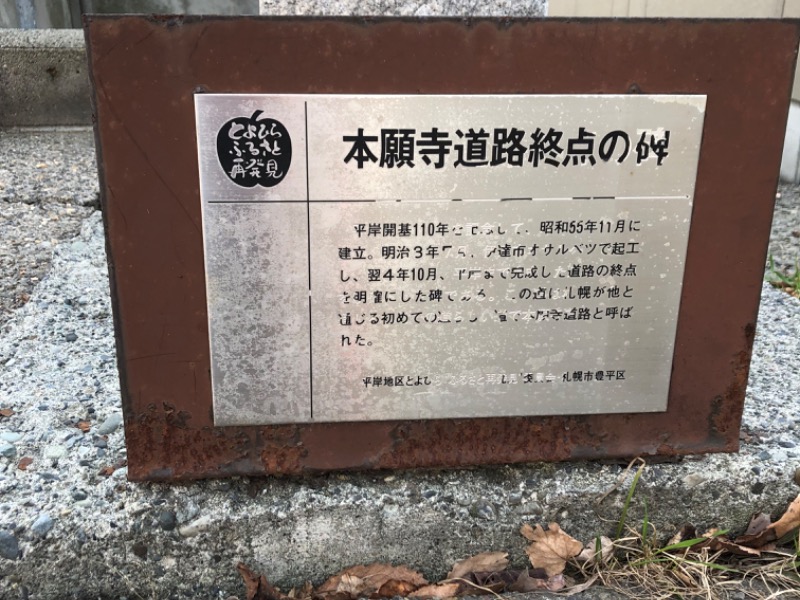 とよひら
ふるさと
再発見
本願寺道路終点の碑
平岸開基110年を して、昭和55年11月に
建立。明治3年7月、伊達市オサルベツで起工
し、翌4年10月、平岸まで完成した道路の終点
を明確にした碑である。この道は札幌が他と
通じる初めての 本願寺道路と呼ば
れた。
平岸地区とよひらふるさと再発見 委員会 札幌市豊平区